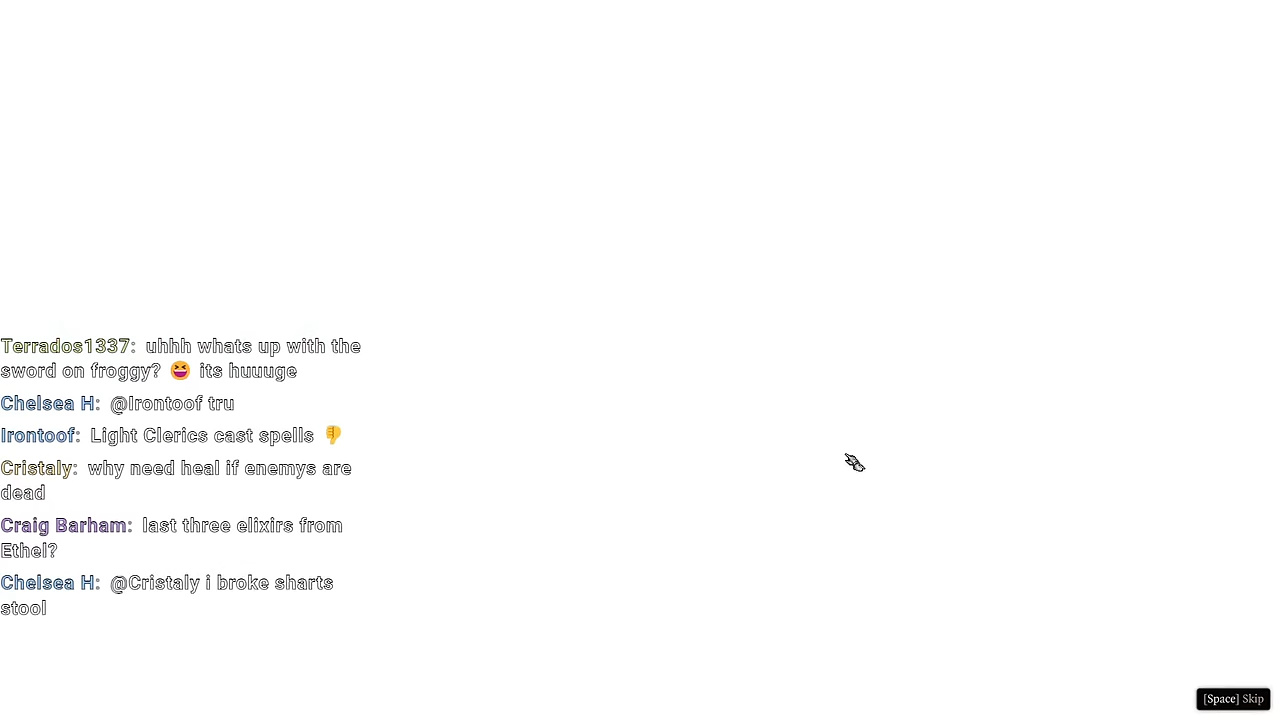 Terrados1337: uhhh whats up with the
sword on froggy? 😆 its huuuge
Chelsea H: @Irontoof tru
Irontoof: Light Clerics cast spells 👎
Cristaly: why need heal if enemys are
dead
Craig Barham: last three elixirs from
Ethel?
Chelsea H: @Cristaly i broke sharts
stool
[Space] Skip